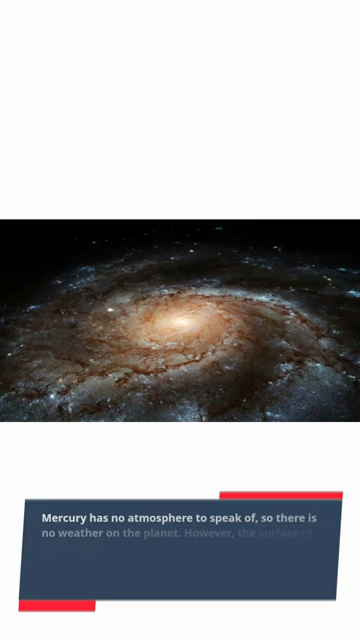 Mercury has no atmosphere to speak of, so there is
no weather on the planet. However, the surface of